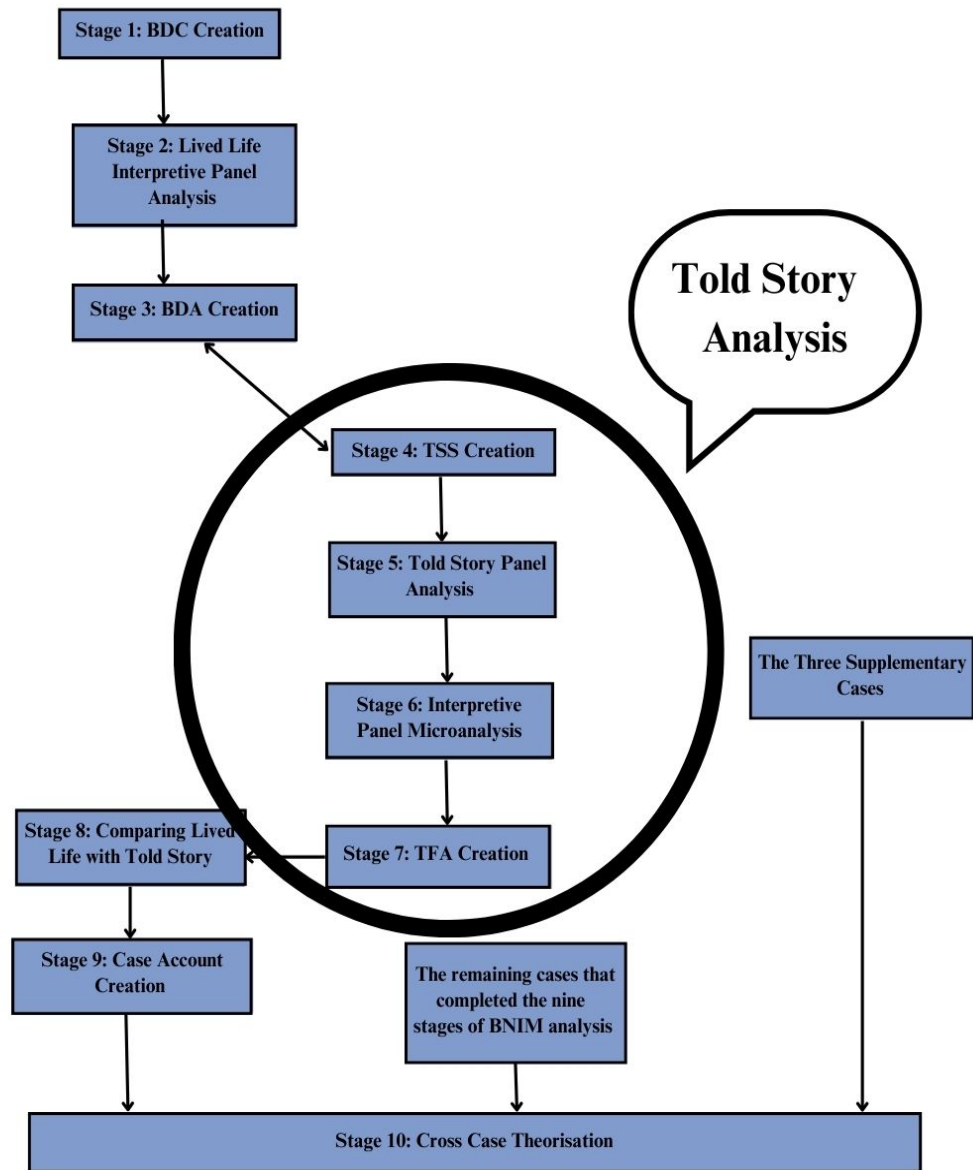 Stage 1: BDC Creation
Stage 2: Lived Life
Interpretive Panel
Analysis
Stage 3: BDA Creation
Told Story
Analysis
Stage 4: TSS Creation
Stage 5: Told Story Panel
Analysis
Stage 6: Interpretive
Panel Microanalysis
The Three Supplementary
Cases
Stage 7: TFA Creation
Stage 8: Comparing Lived
Life with Told Story
Stage 9: Case Account
Creation
The remaining cases that
completed the nine
stages of BNIM analysis
Stage 10: Cross Case Theorisation